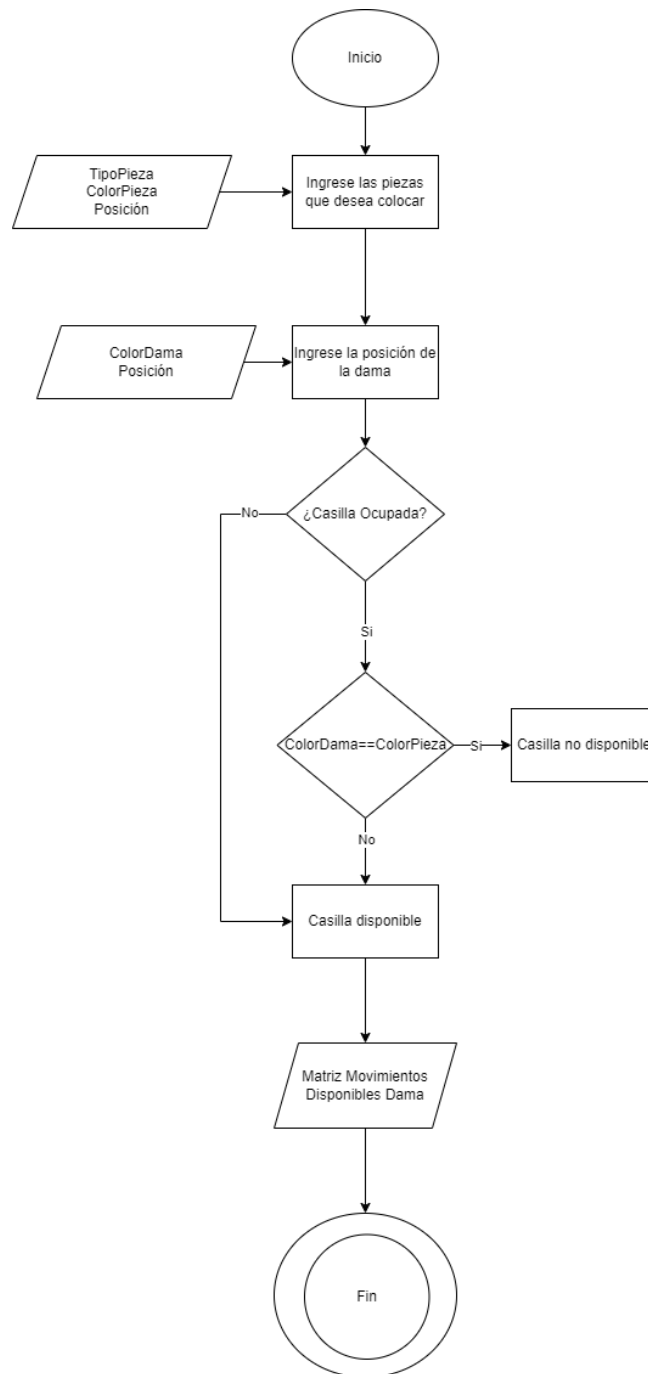 Inicio
TipoPieza
ColorPieza
Posición
Ingrese las piezas
que desea colocar
ColorDama
Posición
Ingrese la posición de
la dama
¿Casilla Ocupada?
No
Si
ColorDama==ColorPieza
Si
Casilla no disponible
No
Casilla disponible
Matriz Movimientos
Disponibles Dama
Fin